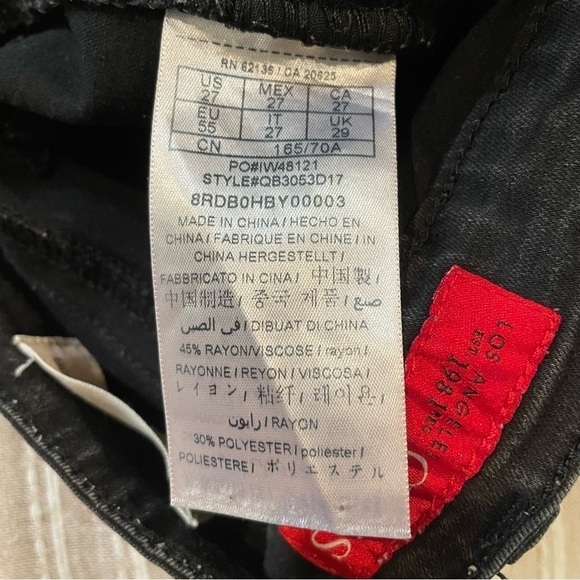 RN 62136 / CA 20625
US 27 MEX 27 CA 27
EU 55 IT 27 UK 29
CN 165/70A
PO#IW48121
STYLE#QB3053D17
8RDB0HBY00003
MADE IN CHINA / HECHO EN
CHINA / FABRIQUE EN CHINE / IN
CHINA HERGESTELLT /
FABBRICATO IN CINA / 中国製 /
中国制造 / 중국 제품 / صنع
في الصين / DIBUAT DI CHINA
45% RAYON/VISCOSE / rayon /
RAYONNE / REYON / VISCOSA /
レイヨン / 粘纤 / 레이온 /
رايون / RAYON
30% POLYESTER / poliéster /
POLIESTERE / ポリエステル
LOS ANGELE
EST. 1981